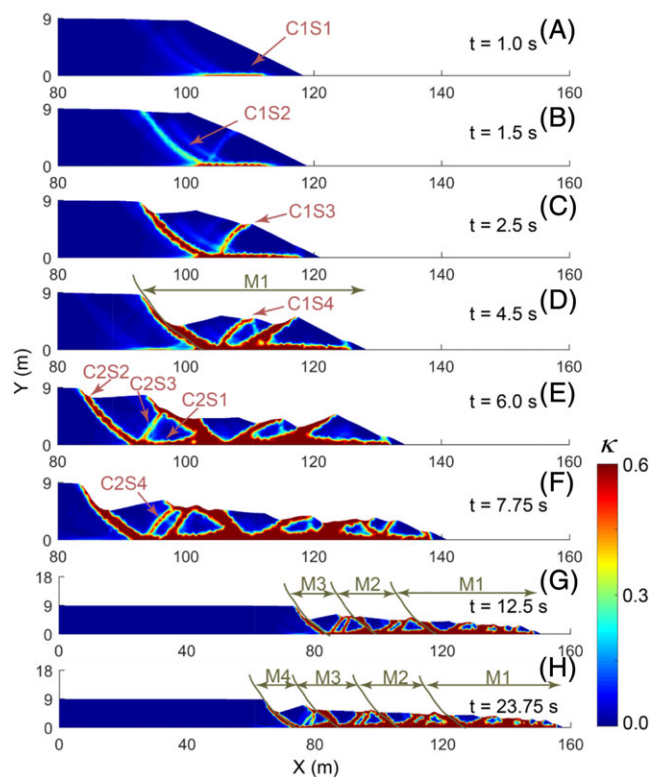 9
0
C1S1
t = 1.0 s
(A)
80 100 120 140 160
9
0
C1S2
t = 1.5 s
(B)
80 100 120 140 160
9
0
C1S3
t = 2.5 s
(C)
80 100 120 140 160
M1
9
0
C1S4
t = 4.5 s
(D)
80 100 120 140 160
Y (m)
9
0
C2S2
C2S3
C2S1
t = 6.0 s
(E)
80 100 120 140 160
9
0
C2S4
t = 7.75 s
(F)
80 100 120 140 160
κ
0.6
0.0
18
9
0
M3 M2 M1
t = 12.5 s
(G)
0 40 80 120 160
18
9
0
M4 M3 M2 M1
t = 23.75 s
(H)
0 40 80 120 160
X (m)